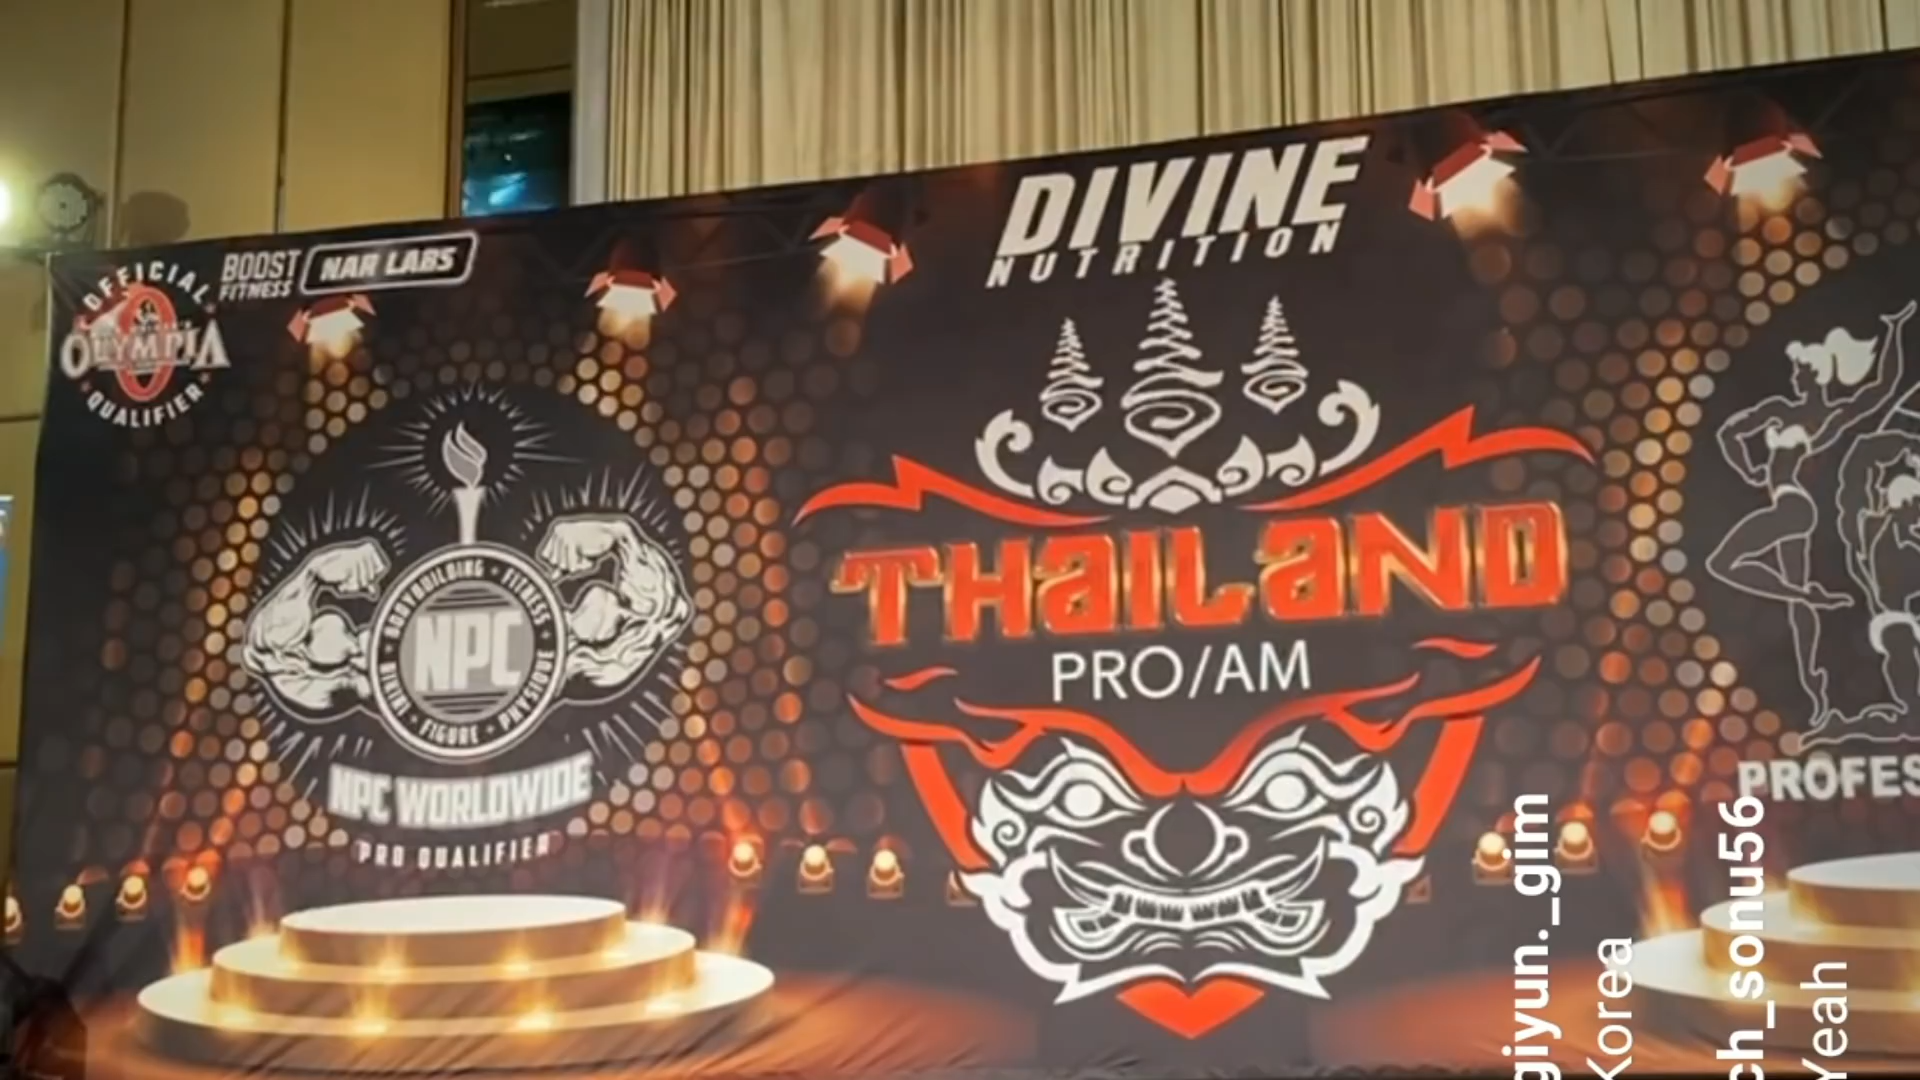 OFFICIAL
OLYMPIA
QUALIFIER
BOOST
FITNESS
NAR LABS
DIVINE
NUTRITION
BODYBUILDING • FITNESS •
NPC
BIKINI • FIGURE • PHYSIQUE
NPC WORLDWIDE
PRO QUALIFIER
THAILAND
PRO/AM
PROFES
giyun._gim
Korea
ch_sonu56
Yeah